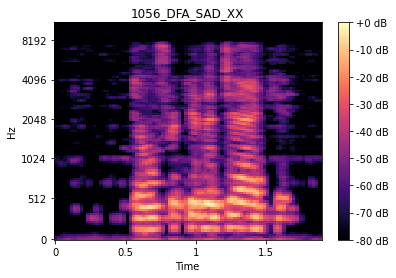 1056_DFA_SAD_XX
8192
4096
2048
1024
512
0
Hz
0
0.5
1
1.5
Time
+0 dB
-10 dB
-20 dB
-30 dB
-40 dB
-50 dB
-60 dB
-70 dB
-80 dB